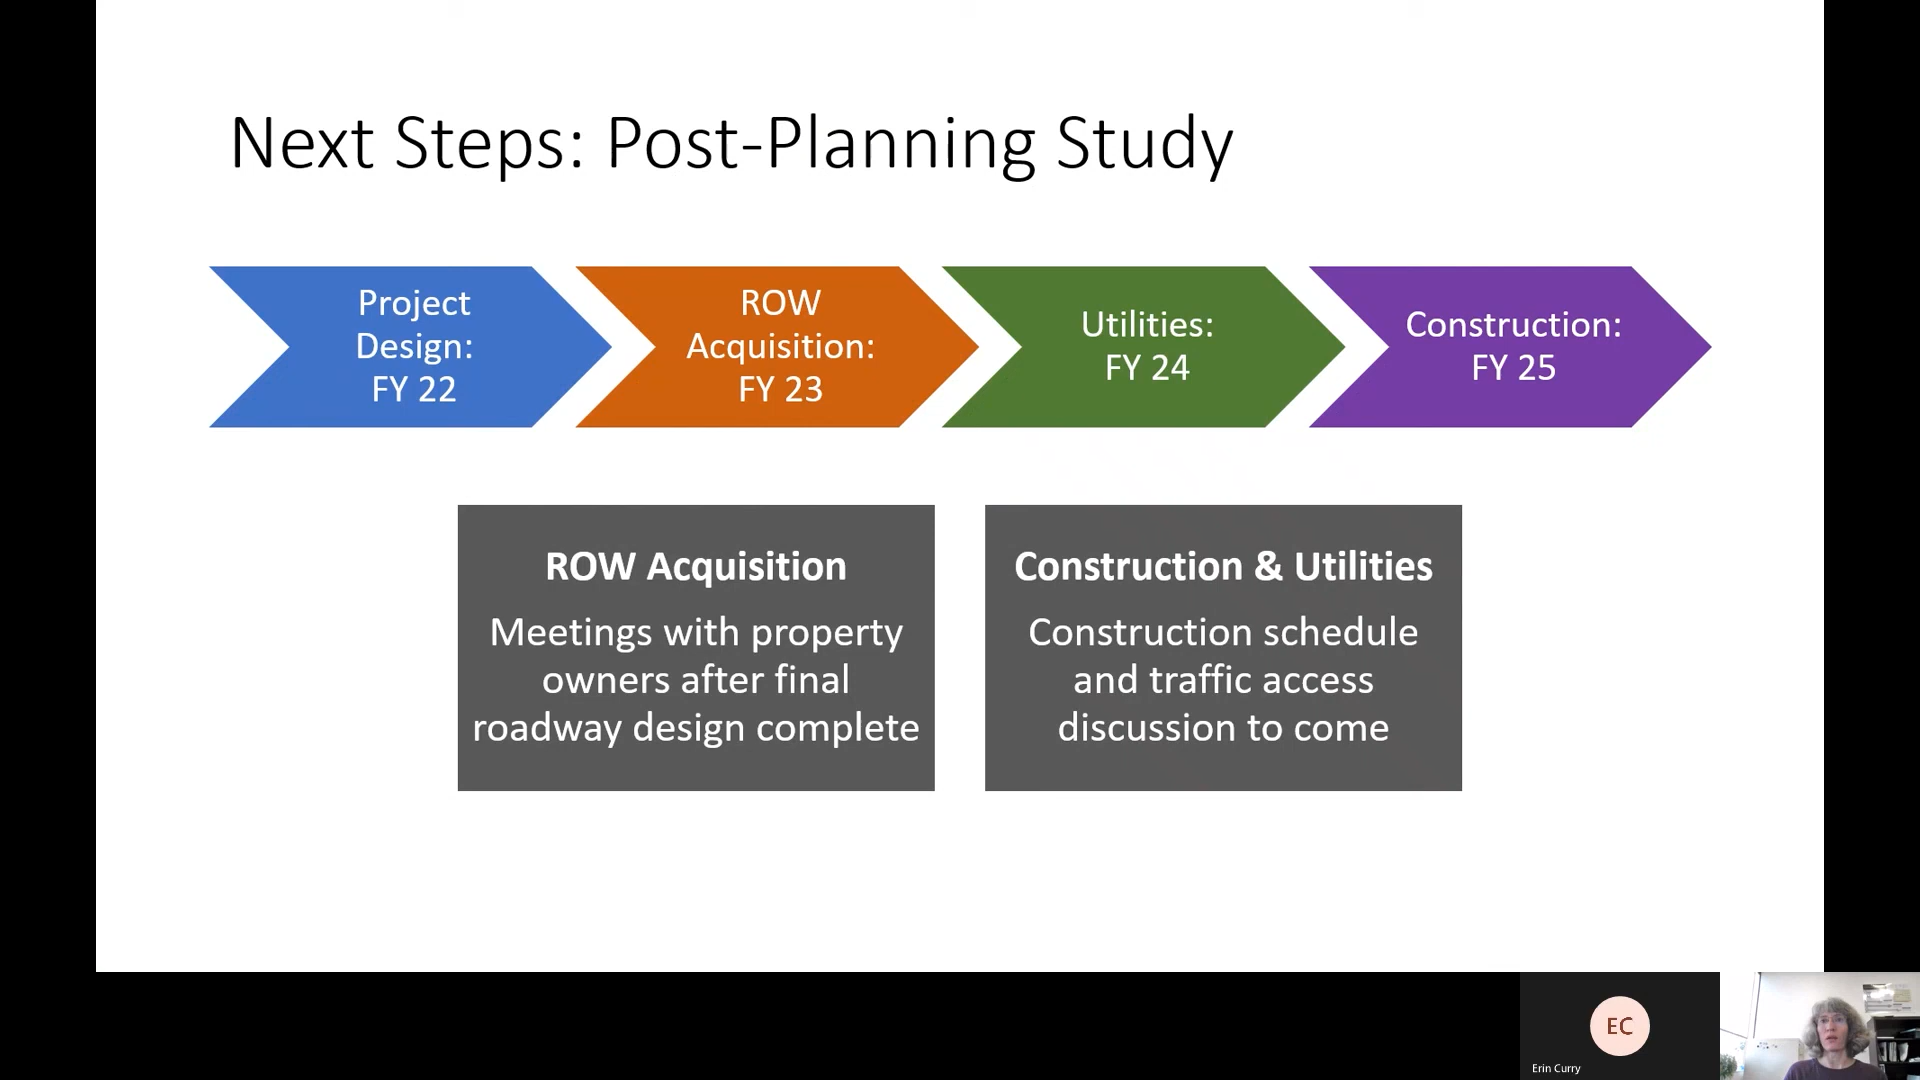 Next Steps: Post-Planning Study
Project
Design:
FY 22
ROW
Acquisition:
FY 23
Utilities:
FY 24
Construction:
FY 25
ROW Acquisition
Meetings with property
owners after final
roadway design complete
Construction & Utilities
Construction schedule
and traffic access
discussion to come
EC
Erin Curry